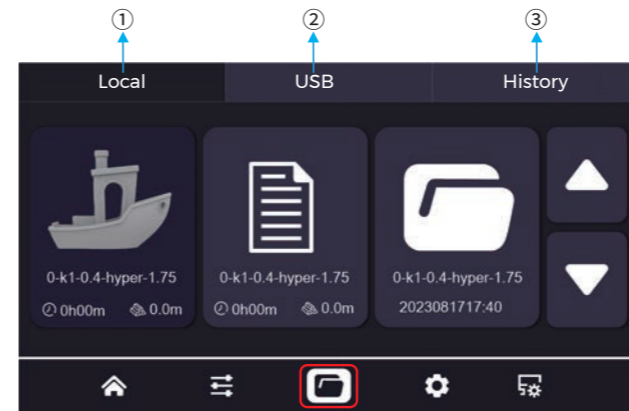 ① ② ③
Local USB History
0-k1-0.4-hyper-1.75 0-k1-0.4-hyper-1.75 0-k1-0.4-hyper-1.75
0h00m 0.0m 0h00m 0.0m 2023081717:40